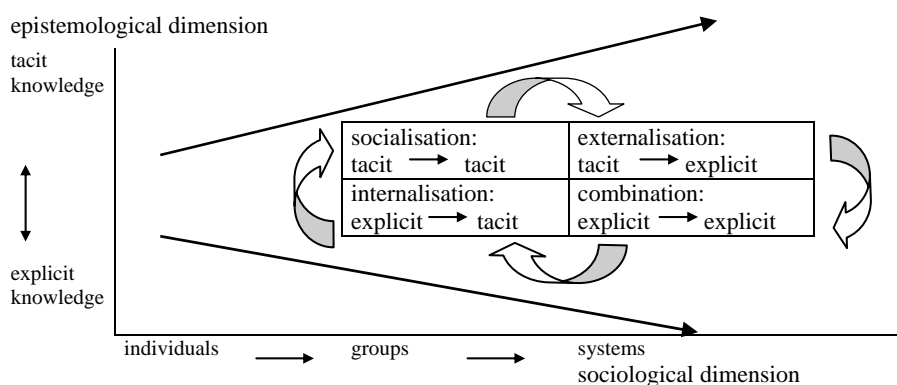 epistemological dimension
tacit
knowledge
socialisation:
tacit tacit
externalisation:
tacit explicit
internalisation:
explicit tacit
combination:
explicit explicit
explicit
knowledge
individuals groups systems
sociological dimension